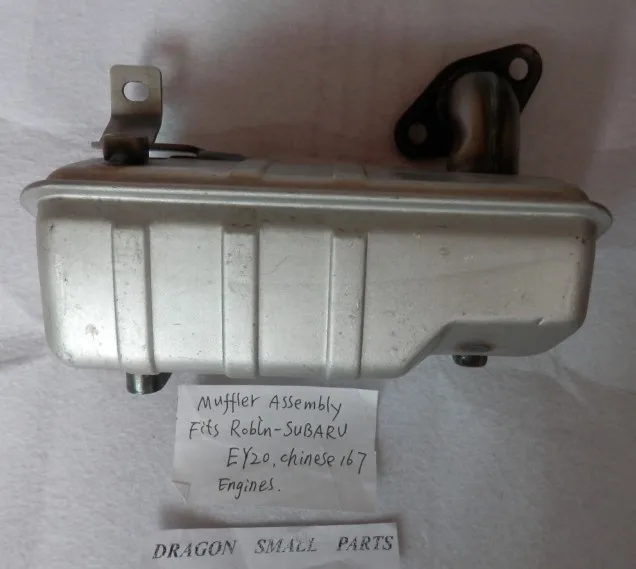 Muffler Assembly
Fits Robin-SUBARU
EY20, chinese 167
Engines.
DRAGON SMALL PARTS